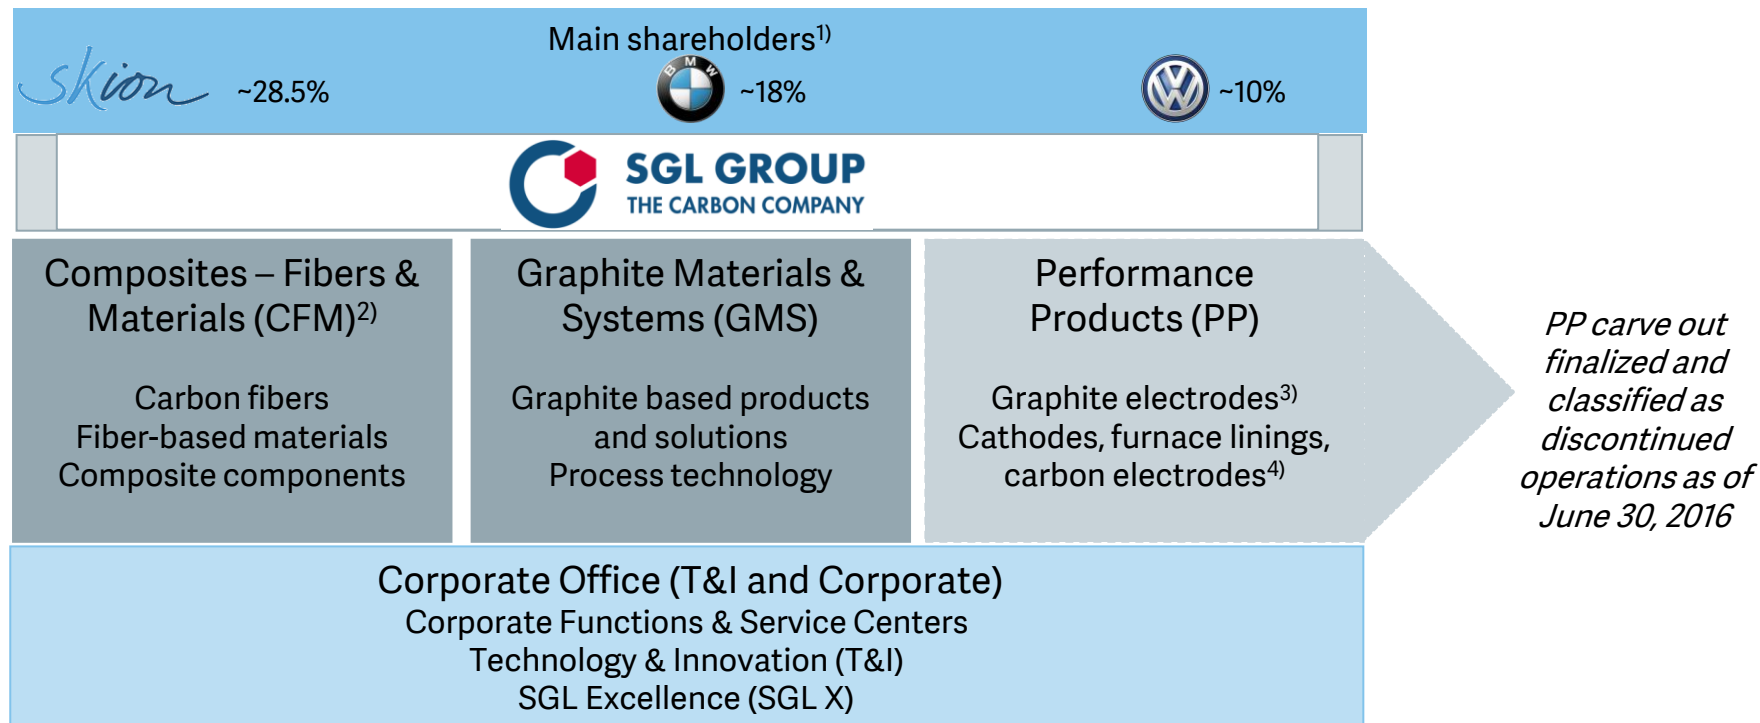 Main shareholders1)
skion ~28.5%
BMW ~18%
VW ~10%
SGL GROUP
THE CARBON COMPANY
Composites – Fibers &
Materials (CFM)2)
Carbon fibers
Fiber-based materials
Composite components
Graphite Materials &
Systems (GMS)
Graphite based products
and solutions
Process technology
Performance
Products (PP)
Graphite electrodes3)
Cathodes, furnace linings,
carbon electrodes4)
PP carve out
finalized and
classified as
discontinued
operations as of
June 30, 2016
Corporate Office (T&I and Corporate)
Corporate Functions & Service Centers
Technology & Innovation (T&I)
SGL Excellence (SGL X)